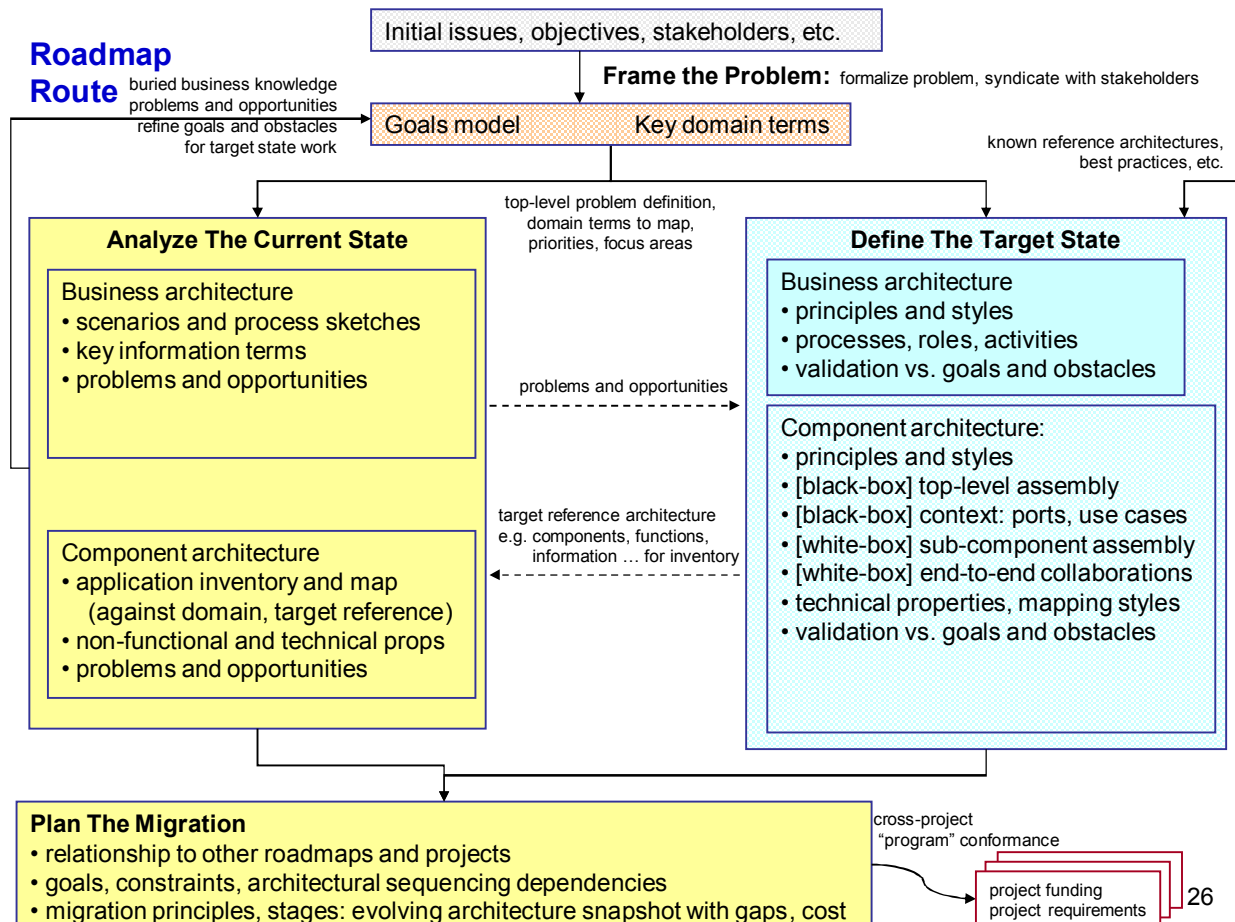 Initial issues, objectives, stakeholders, etc.
Roadmap
Route
Frame the Problem: formalize problem, syndicate with stakeholders
buried business knowledge
problems and opportunities
refine goals and obstacles
for target state work
Goals model Key domain terms
known reference architectures,
best practices, etc.
top-level problem definition,
domain terms to map,
priorities, focus areas
Analyze The Current State
Business architecture
• scenarios and process sketches
• key information terms
• problems and opportunities
Component architecture
• application inventory and map
(against domain, target reference)
• non-functional and technical props
• problems and opportunities
problems and opportunities
target reference architecture
e.g. components, functions,
information … for inventory
Define The Target State
Business architecture
• principles and styles
• processes, roles, activities
• validation vs. goals and obstacles
Component architecture:
• principles and styles
• [black-box] top-level assembly
• [black-box] context: ports, use cases
• [white-box] sub-component assembly
• [white-box] end-to-end collaborations
• technical properties, mapping styles
• validation vs. goals and obstacles
Plan The Migration
• relationship to other roadmaps and projects
• goals, constraints, architectural sequencing dependencies
• migration principles, stages: evolving architecture snapshot with gaps, cost
cross-project
“program” conformance
project funding
project requirements
26